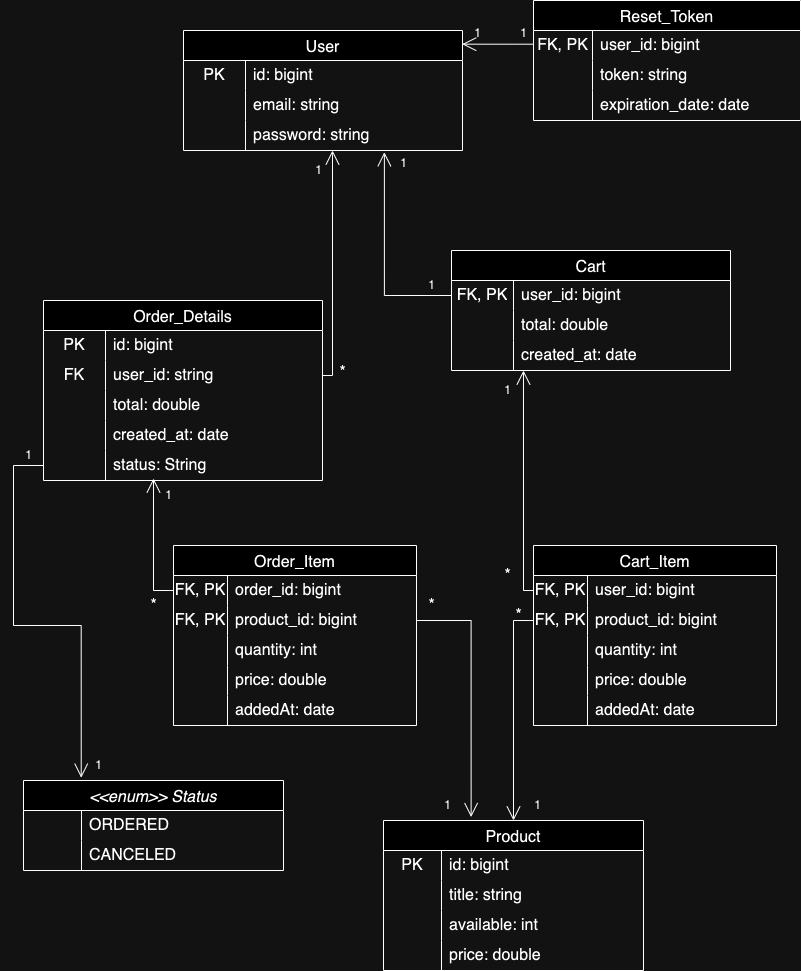 Reset_Token
FK, PK user_id: bigint
token: string
expiration_date: date
1 1
User
PK id: bigint
email: string
password: string
1 1
Cart
1
FK, PK user_id: bigint
total: double
created_at: date
1
Order_Details
PK id: bigint
FK user_id: string
*
total: double
created_at: date
status: String
1
1
Order_Item
FK, PK order_id: bigint
*
FK, PK product_id: bigint
*
quantity: int
price: double
addedAt: date
Cart_Item
*
FK, PK user_id: bigint
*
FK, PK product_id: bigint
quantity: int
price: double
addedAt: date
1
<<enum>> Status
ORDERED
CANCELED
1 1
Product
PK id: bigint
title: string
available: int
price: double